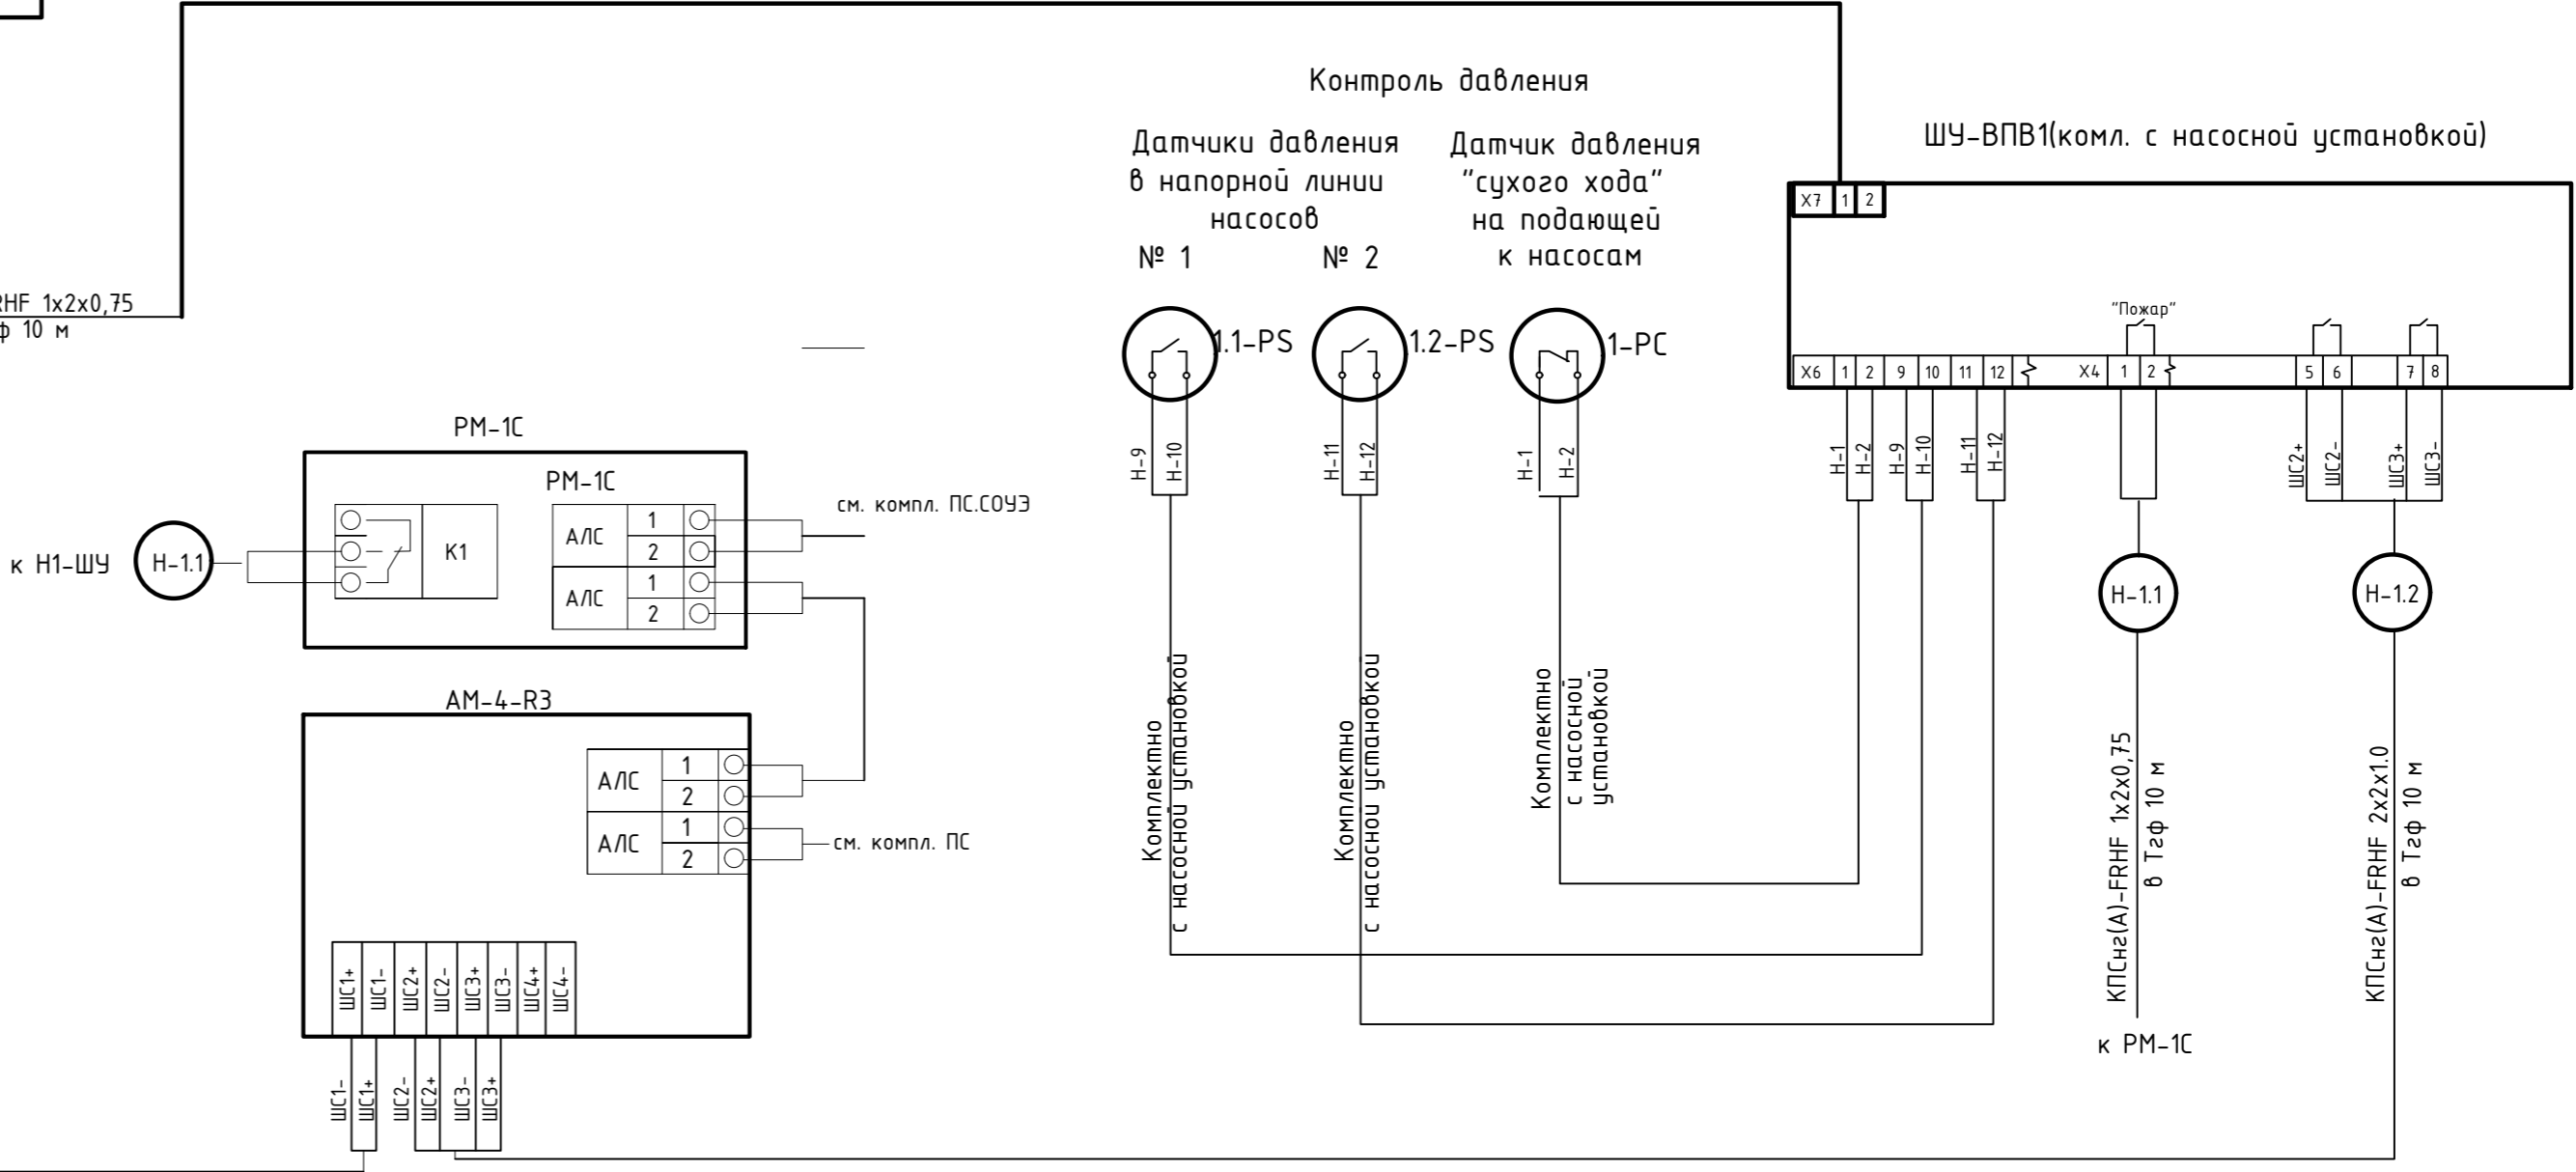 Контроль давления
Датчики давления
в напорной линии
насосов
№ 1
№ 2
Датчик давления
"сухого хода"
на подающей
к насосам
ШУ-ВПВ1(комл. с насосной установкой)
X7 1 2
"Пожар"
1x2x0,75
10 м
1.1-PS
1.2-PS
1-PC
X6 1 2 9 10 11 12 X4 1 2 5 6 7 8
Н-9
Н-10
Н-11
Н-12
Н-1
Н-2
Н-1
Н-2
Н-9
Н-10
Н-11
Н-12
ШС2+
ШС2-
ШС3+
ШС3-
РМ-1С
РМ-1С
К1
АЛС 1
2
АЛС 1
2
см. компл. ПС.СОУЭ
к Н1-ШУ
Н-1.1
Н-1.1
Н-1.2
АМ-4-R3
АЛС 1
2
АЛС 1
2
см. компл. ПС
ШС1+
ШС1-
ШС2+
ШС2-
ШС3+
ШС3-
ШС4+
ШС4-
ШС1-
ШС1+
ШС2-
ШС2+
ШС3-
ШС3+
Комплектно
с насосной установкой
Комплектно
с насосной установкой
Комплектно
с насосной
установкой
КПСнг(А)-FRHF 1x2x0,75
в Тгф 10 м
к РМ-1С
КПСнг(А)-FRHF 2x2x1.0
в Тгф 10 м